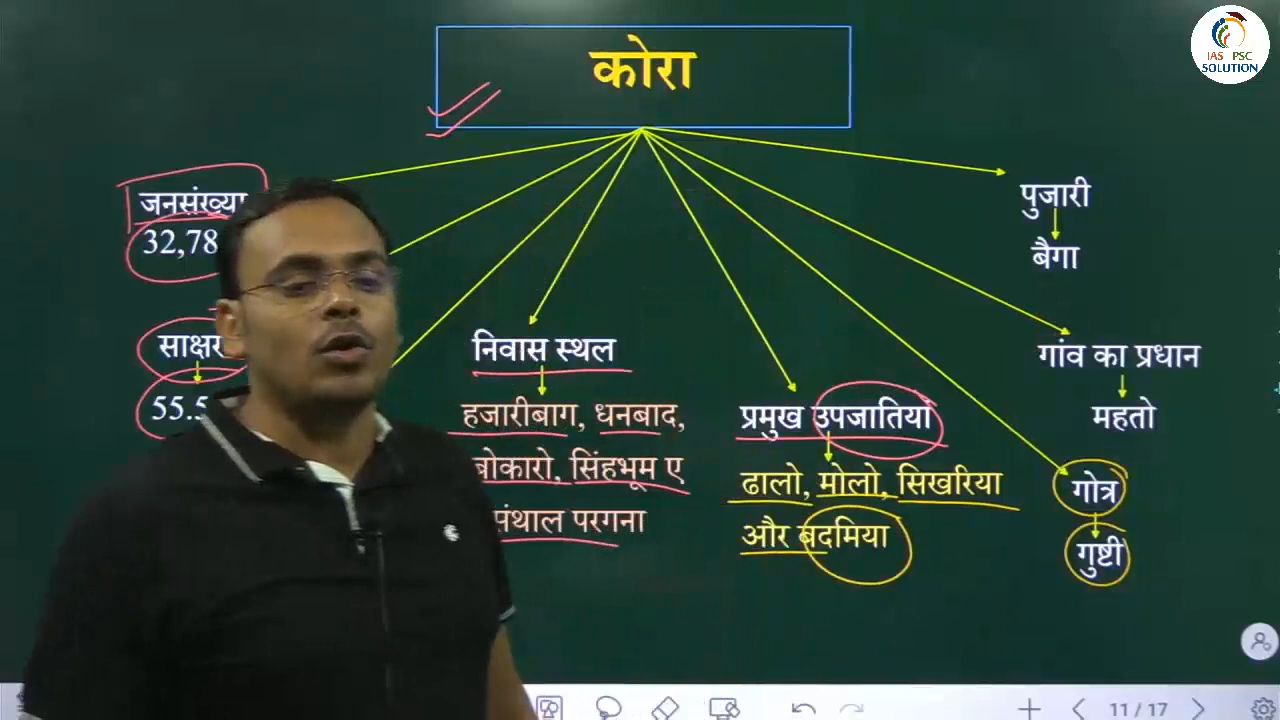 कोरा
IAS PSC
SOLUTION
जनसंख्या
32,78
साक्षर
55.5
निवास स्थल
हजारीबाग, धनबाद,
बोकारो, सिंहभूम ए
संथाल परगना
प्रमुख उपजातियां
ढालो, मोलो, सिखरिया
और बदमिया
पुजारी
बैगा
गांव का प्रधान
महतो
गोत्र
गुष्टी
11 / 17